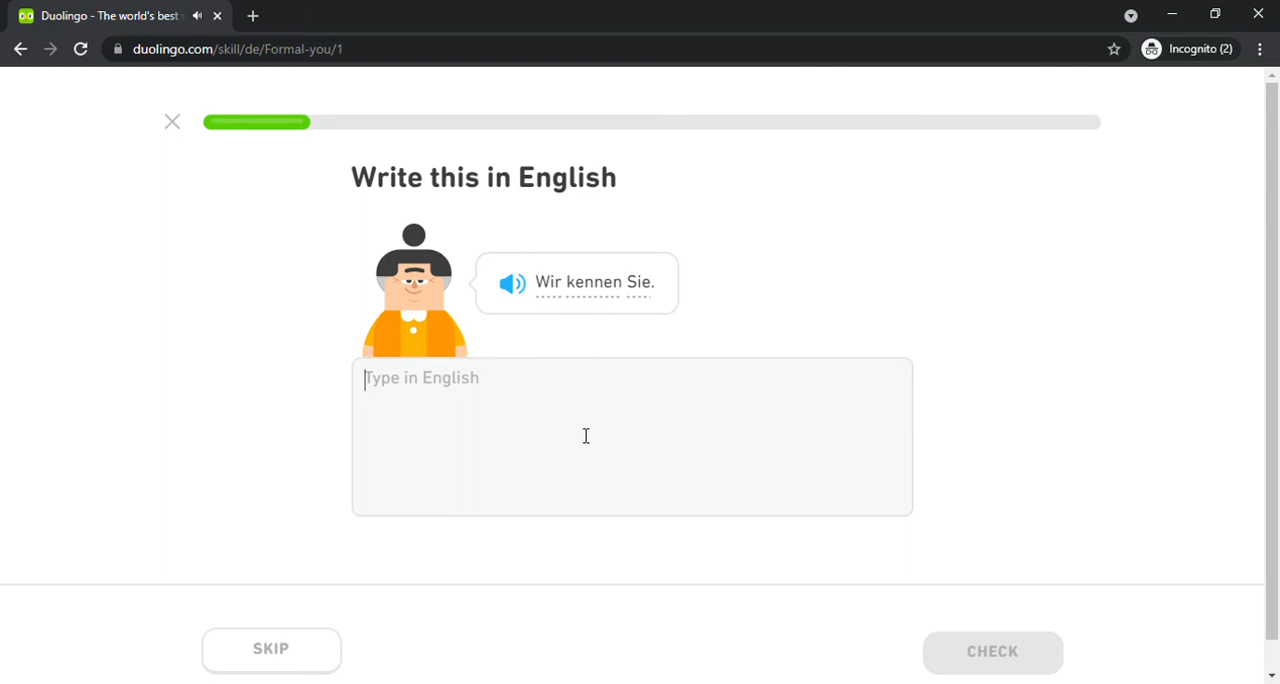 Duolingo - The world's best
duolingo.com/skill/de/Formal-you/1
Incognito (2)
Write this in English
Wir kennen Sie.
Type in English
SKIP
CHECK